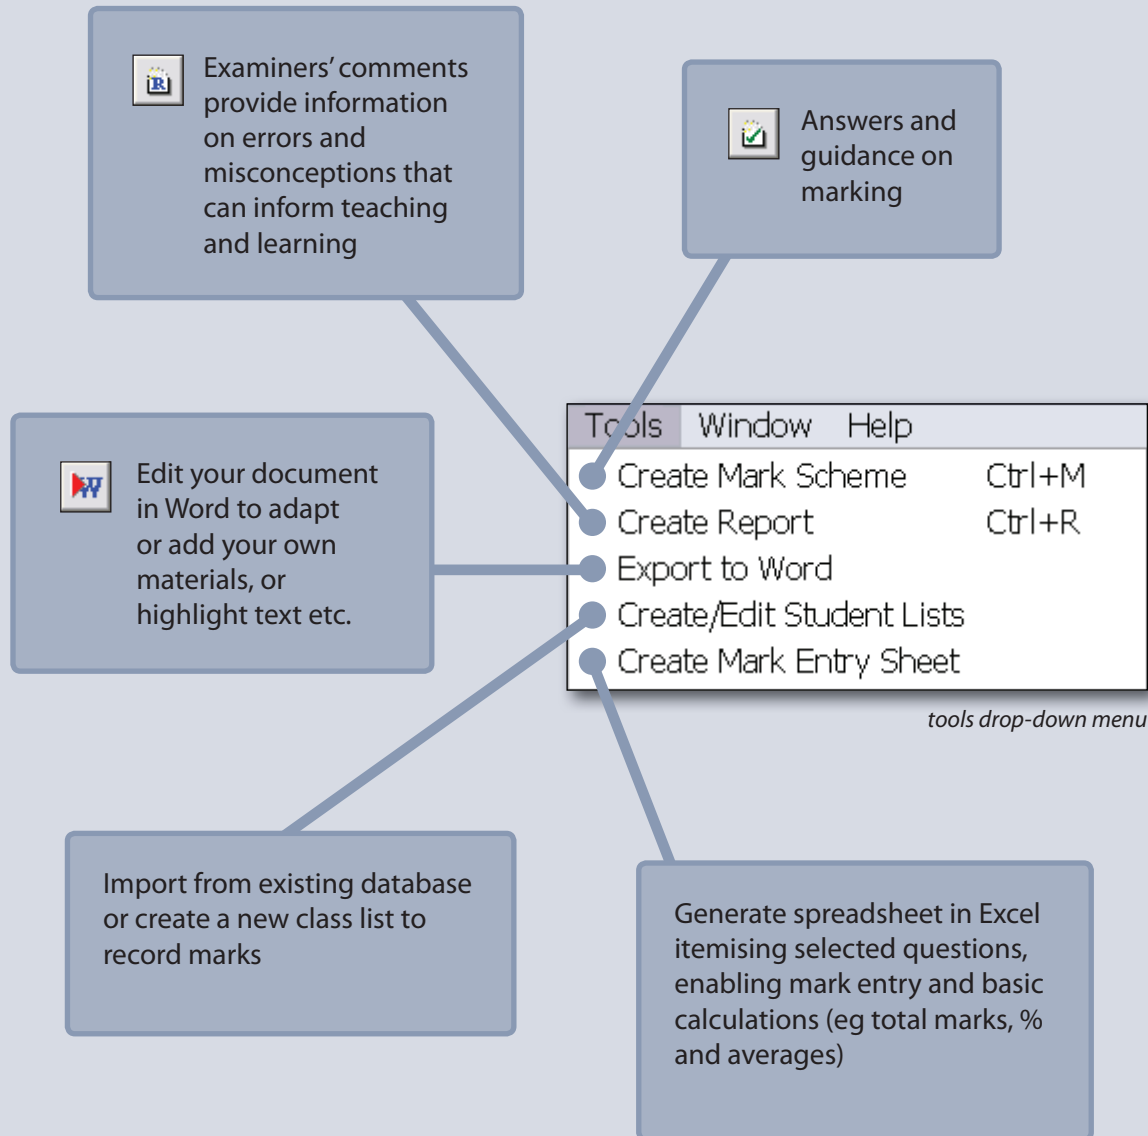 Examiners’ comments
provide information
on errors and
misconceptions that
can inform teaching
and learning
Answers and
guidance on
marking
Edit your document
in Word to adapt
or add your own
materials, or
highlight text etc.
Tools Window Help
Create Mark Scheme Ctrl+M
Create Report Ctrl+R
Export to Word
Create/Edit Student Lists
Create Mark Entry Sheet
tools drop-down menu
Import from existing database
or create a new class list to
record marks
Generate spreadsheet in Excel
itemising selected questions,
enabling mark entry and basic
calculations (eg total marks, %
and averages)